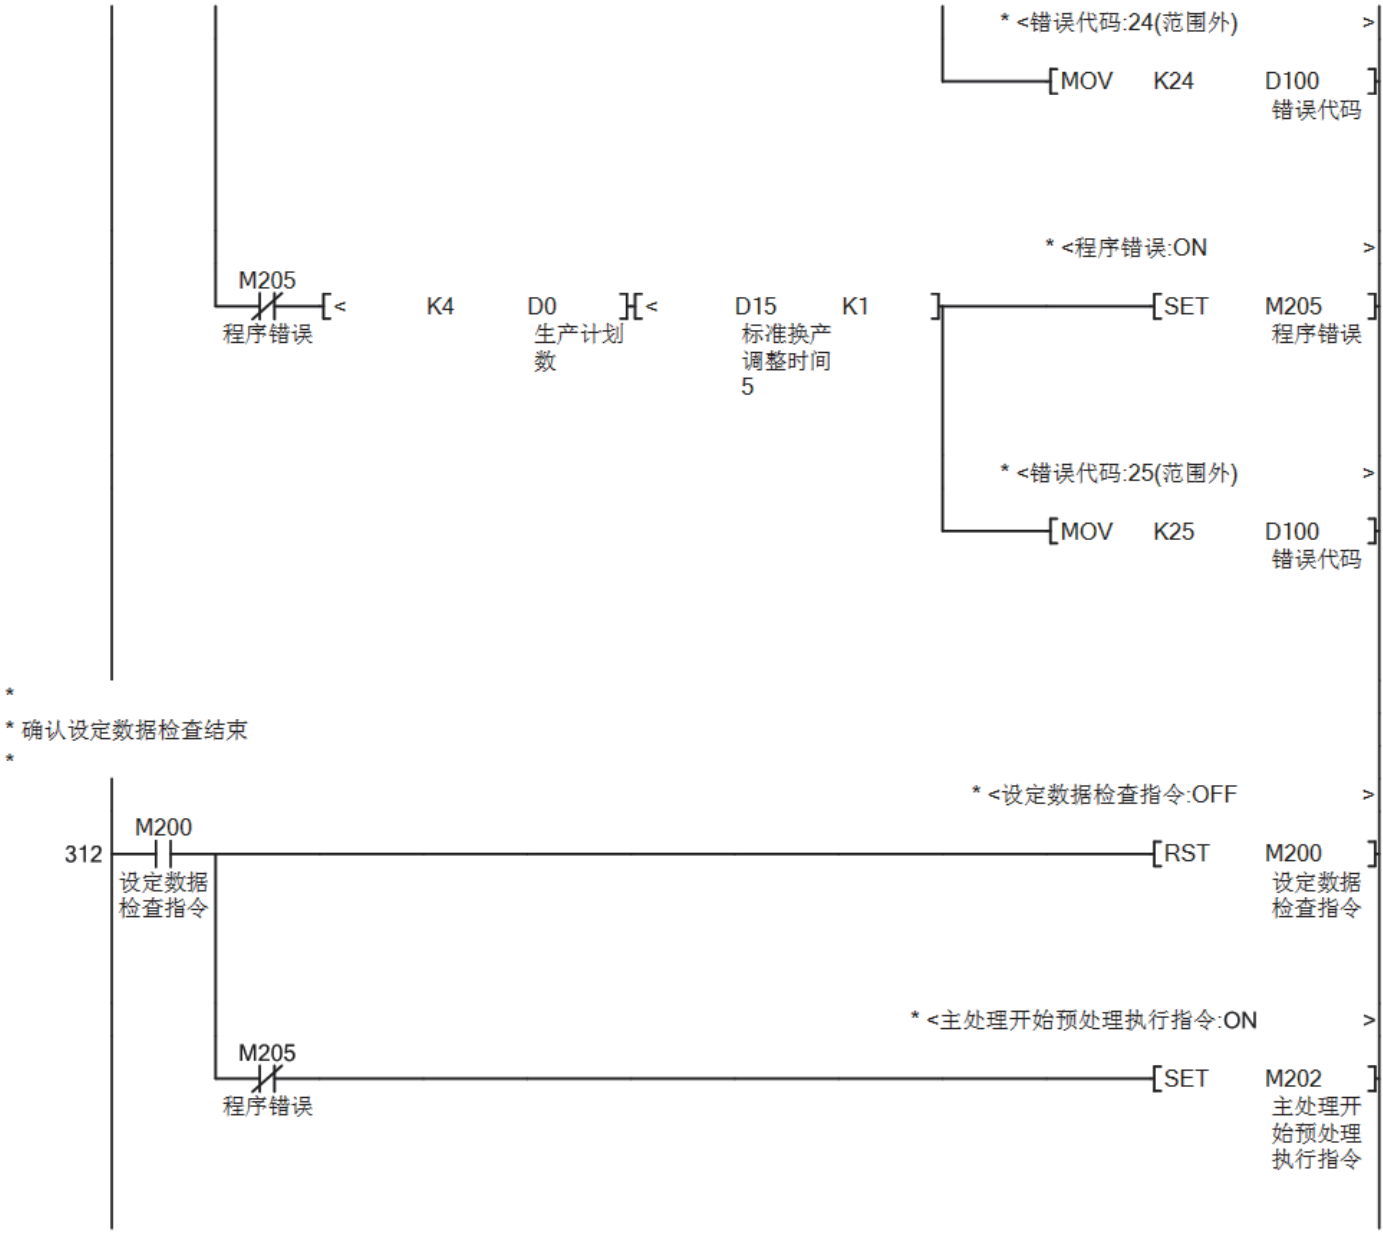 * <错误代码:24(范围外) >
[MOV K24 D100 ]
错误代码
* <程序错误:ON >
M205
[< K4 D0 ][< D15 K1 ] [SET M205 ]
程序错误 生产计划 标准换产 程序错误
数 调整时间
5
* <错误代码:25(范围外) >
[MOV K25 D100 ]
错误代码
*
* 确认设定数据检查结束
*
* <设定数据检查指令:OFF >
M200
312 [RST M200 ]
设定数据 设定数据
检查指令 检查指令
* <主处理开始预处理执行指令:ON >
M205
[SET M202 ]
程序错误 主处理开
始预处理
执行指令